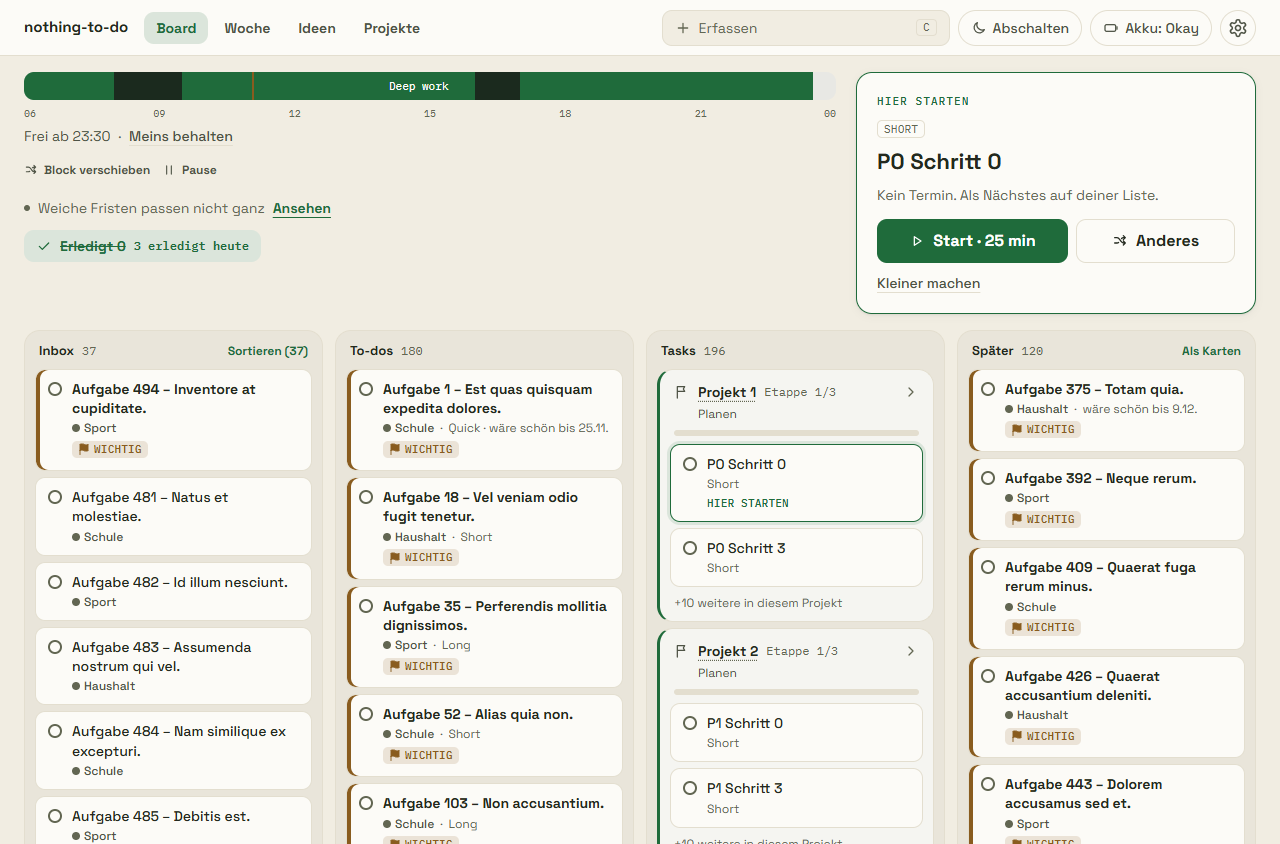 nothing-to-do
Board
Woche
Ideen
Projekte
Erfassen
C
Abschalten
Akku: Okay
Deep work
06 09 12 15 18 21 00
Frei ab 23:30 · Meins behalten
Block verschieben
Pause
Weiche Fristen passen nicht ganz Ansehen
Erledigt 0 3 erledigt heute
HIER STARTEN
SHORT
P0 Schritt 0
Kein Termin. Als Nächstes auf deiner Liste.
Start · 25 min
Anderes
Kleiner machen
Inbox 37
Sortieren (37)
Aufgabe 494 – Inventore at
cupiditate.
Sport
WICHTIG
Aufgabe 481 – Natus et
molestiae.
Schule
Aufgabe 482 – Id illum nesciunt.
Sport
Aufgabe 483 – Assumenda
nostrum qui vel.
Haushalt
Aufgabe 484 – Nam similique ex
excepturi.
Schule
Aufgabe 485 – Debitis est.
Sport
To-dos 180
Aufgabe 1 – Est quas quisquam
expedita dolores.
Schule · Quick · wäre schön bis 25.11.
WICHTIG
Aufgabe 18 – Vel veniam odio
fugit tenetur.
Haushalt · Short
WICHTIG
Aufgabe 35 – Perferendis mollitia
dignissimos.
Sport · Long
WICHTIG
Aufgabe 52 – Alias quia non.
Schule · Short
WICHTIG
Aufgabe 103 – Non accusantium.
Schule · Long
WICHTIG
Tasks 196
Projekt 1 Etappe 1/3
Planen
P0 Schritt 0
Short
HIER STARTEN
P0 Schritt 3
Short
+10 weitere in diesem Projekt
Projekt 2 Etappe 1/3
Planen
P1 Schritt 0
Short
P1 Schritt 3
Short
+10 weitere in diesem Projekt
Später 120
Als Karten
Aufgabe 375 – Totam quia.
Haushalt · wäre schön bis 9.12.
WICHTIG
Aufgabe 392 – Neque rerum.
Sport
WICHTIG
Aufgabe 409 – Quaerat fuga
rerum minus.
Schule
WICHTIG
Aufgabe 426 – Quaerat
accusantium deleniti.
Haushalt
WICHTIG
Aufgabe 443 – Dolorem
accusamus sed et.
Sport
WICHTIG